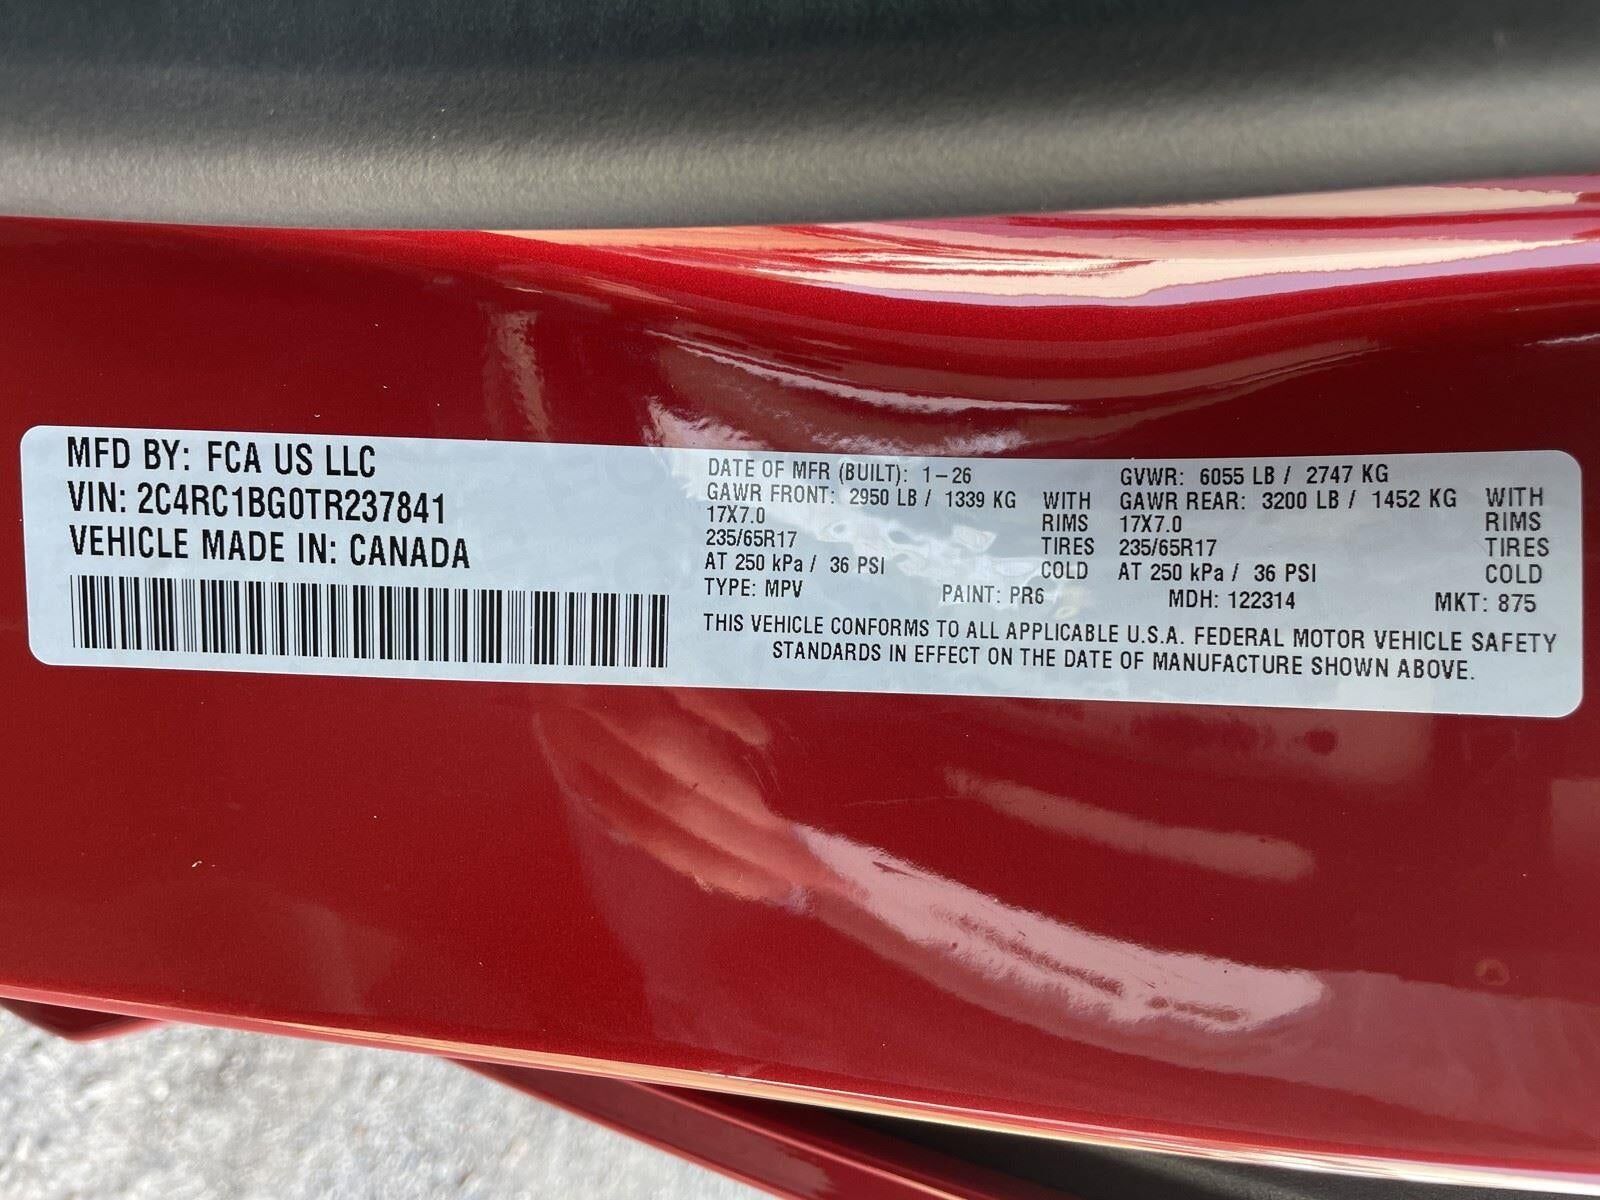 MFD BY: FCA US LLC
VIN: 2C4RC1BG0TR237841
VEHICLE MADE IN: CANADA
DATE OF MFR (BUILT): 1-26 GVWR: 6055 LB / 2747 KG
GAWR FRONT: 2950 LB / 1339 KG WITH GAWR REAR: 3200 LB / 1452 KG WITH
17X7.0 RIMS 17X7.0 RIMS
235/65R17 TIRES 235/65R17 TIRES
AT 250 kPa / 36 PSI COLD AT 250 kPa / 36 PSI COLD
TYPE: MPV PAINT: PR6 MDH: 122314 MKT: 875
THIS VEHICLE CONFORMS TO ALL APPLICABLE U.S.A. FEDERAL MOTOR VEHICLE SAFETY
STANDARDS IN EFFECT ON THE DATE OF MANUFACTURE SHOWN ABOVE.